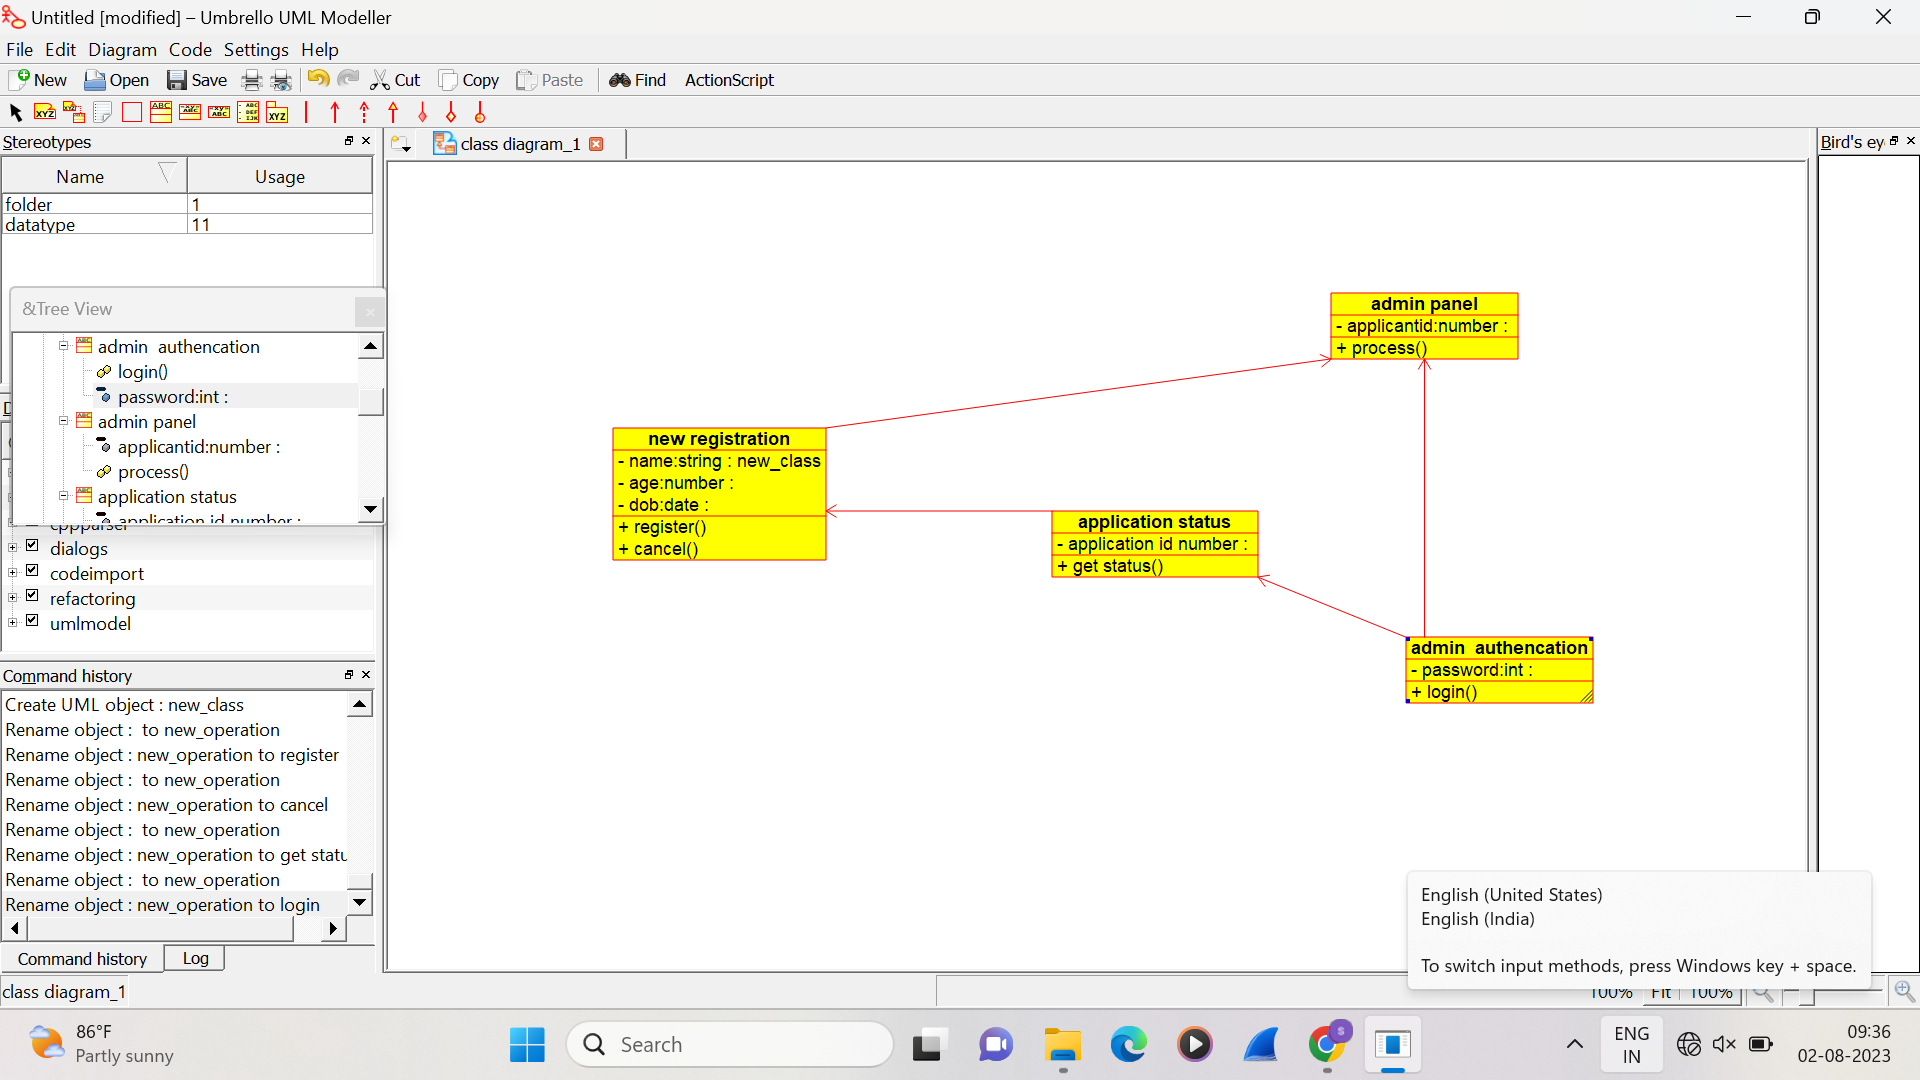 Untitled [modified] – Umbrello UML Modeller
File Edit Diagram Code Settings Help
New Open Save Cut Copy Paste Find ActionScript
Stereotypes
class diagram_1
Bird's ey
Name Usage
folder 1
datatype 11
&Tree View
admin  authencation
login()
password:int :
admin panel
applicantid:number :
process()
application status
application id number :
cppparser
dialogs
codeimport
refactoring
umlmodel
Command history
Create UML object : new_class
Rename object :  to new_operation
Rename object : new_operation to register
Rename object :  to new_operation
Rename object : new_operation to cancel
Rename object :  to new_operation
Rename object : new_operation to get statu
Rename object :  to new_operation
Rename object : new_operation to login
Command history Log
class diagram_1
admin panel
- applicantid:number :
+ process()
new registration
- name:string : new_class
- age:number :
- dob:date :
+ register()
+ cancel()
application status
- application id number :
+ get status()
admin  authencation
- password:int :
+ login()
English (United States)
English (India)
To switch input methods, press Windows key + space.
100% Fit 100%
86°F
Partly sunny
Search
S
ENG
IN
09:36
02-08-2023